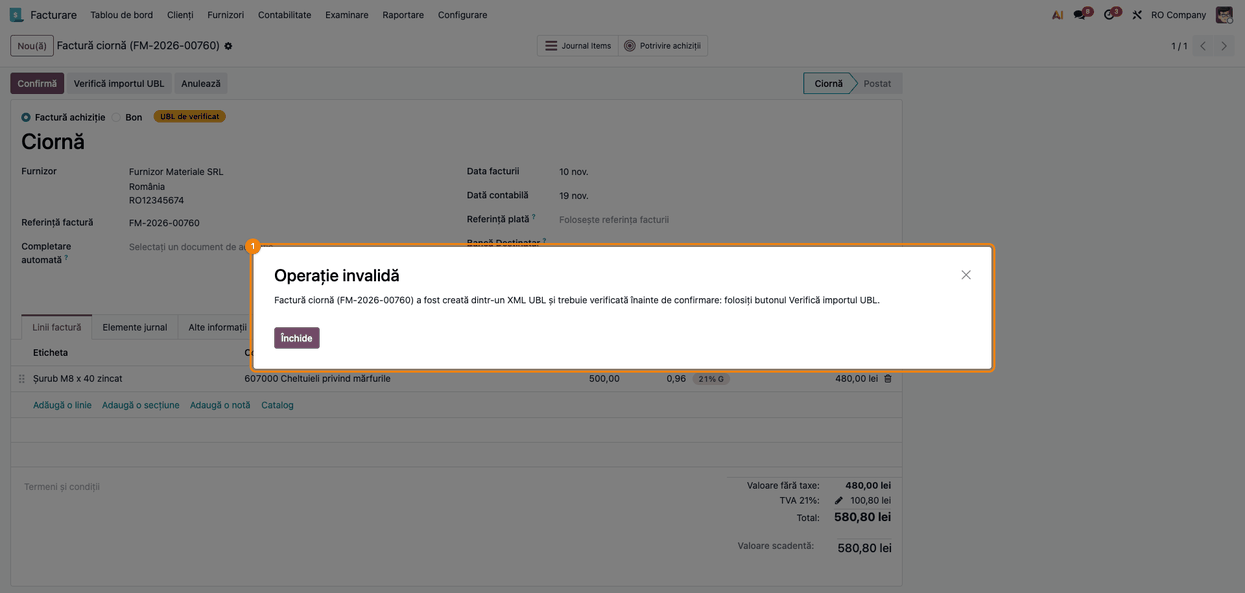 Facturare Tablou de bord Clienți Furnizori Contabilitate Examinare Raportare Configurare
AI 8 3 RO Company
Nou(ă) Factură ciornă (FM-2026-00760) Journal Items Potrivire achiziții 1 / 1
Confirmă Verifică importul UBL Anulează Ciornă Postat
Factură achiziție Bon UBL de verificat
Ciornă
Furnizor Furnizor Materiale SRL Data facturii 10 nov.
România
RO12345674 Dată contabilă 19 nov.
Referință factură FM-2026-00760 Referință plată ? Folosește referința facturii
Completare automată ? Selectați un document de Bancă Destinatar ?
1
Operație invalidă
Factură ciornă (FM-2026-00760) a fost creată dintr-un XML UBL și trebuie verificată înainte de confirmare: folosiți butonul Verifică importul UBL.
Închide
Linii factură Elemente jurnal Alte informații
Eticheta
Șurub M8 x 40 zincat 607000 Cheltuieli privind mărfurile 500,00 0,96 21% G 480,00 lei
Adăugă o linie Adaugă o secțiune Adaugă o notă Catalog
Termeni și condiții
Valoare fără taxe: 480,00 lei
TVA 21%: 100,80 lei
Total: 580,80 lei
Valoare scadentă: 580,80 lei